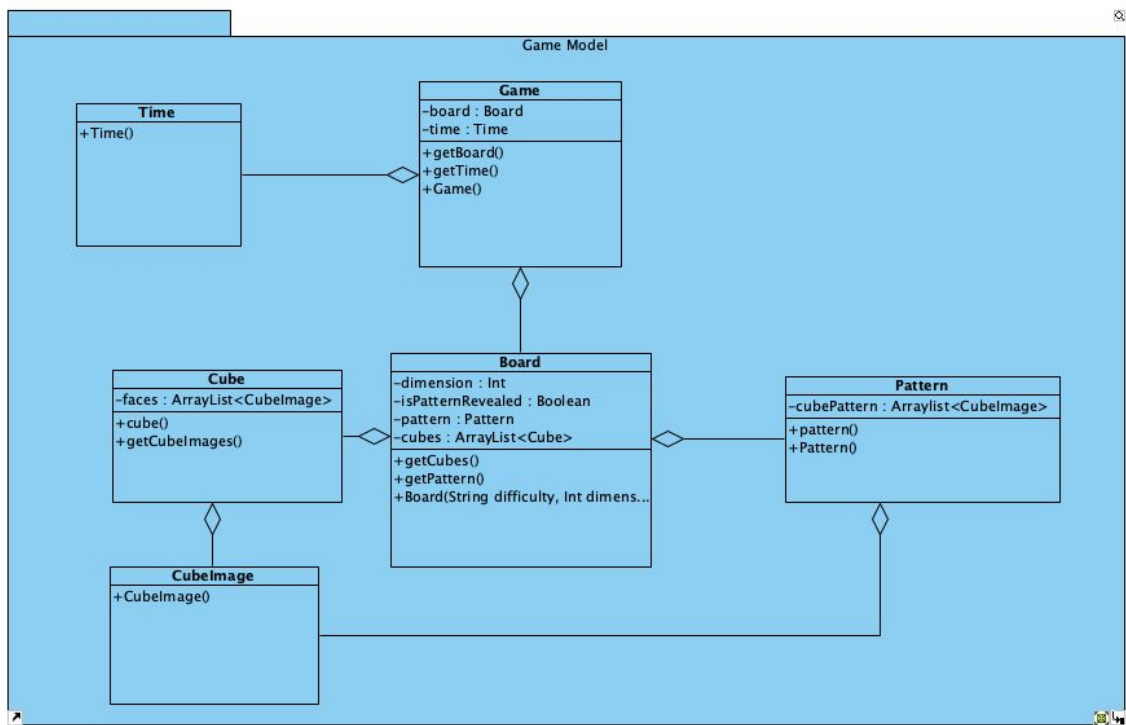 Game Model
Time
+Time()
Game
-board : Board
-time : Time
+getBoard()
+getTime()
+Game()
Cube
-faces : ArrayList<CubeImage>
+cube()
+getCubeImages()
Board
-dimension : Int
-isPatternRevealed : Boolean
-pattern : Pattern
-cubes : ArrayList<Cube>
+getCubes()
+getPattern()
+Board(String difficulty, Int dimens...
Pattern
-cubePattern : Arraylist<CubeImage>
+pattern()
+Pattern()
CubeImage
+CubeImage()